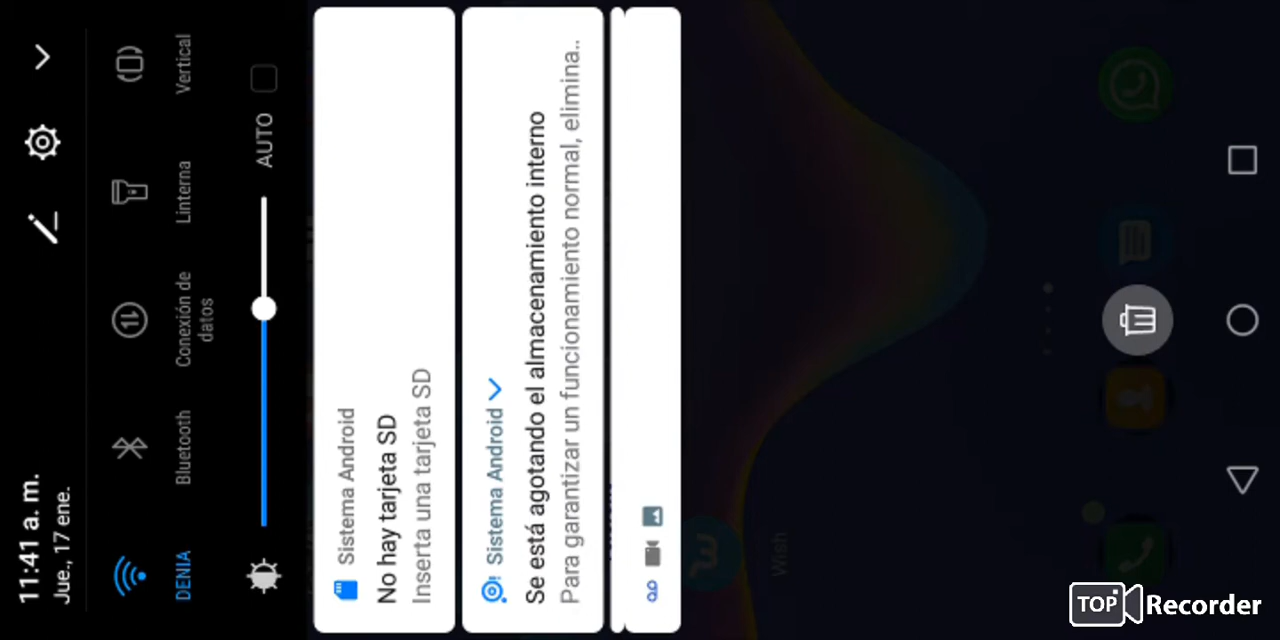 11:41 a. m.
Jue., 17 ene.
DENIA
Bluetooth
Conexión de
datos
Linterna
Vertical
AUTO
Sistema Android
No hay tarjeta SD
Inserta una tarjeta SD
Sistema Android
Se está agotando el almacenamiento interno
Para garantizar un funcionamiento normal, elimina..
Wish
TOP Recorder